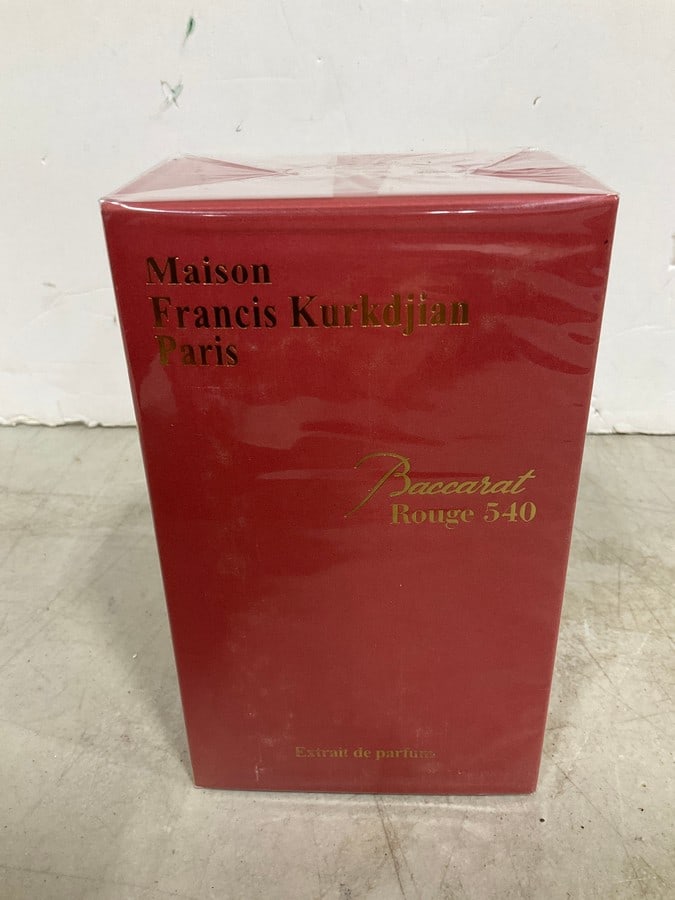 Maison
Francis Kurkdjian
Paris
Baccarat
Rouge 540
Extrait de parfum